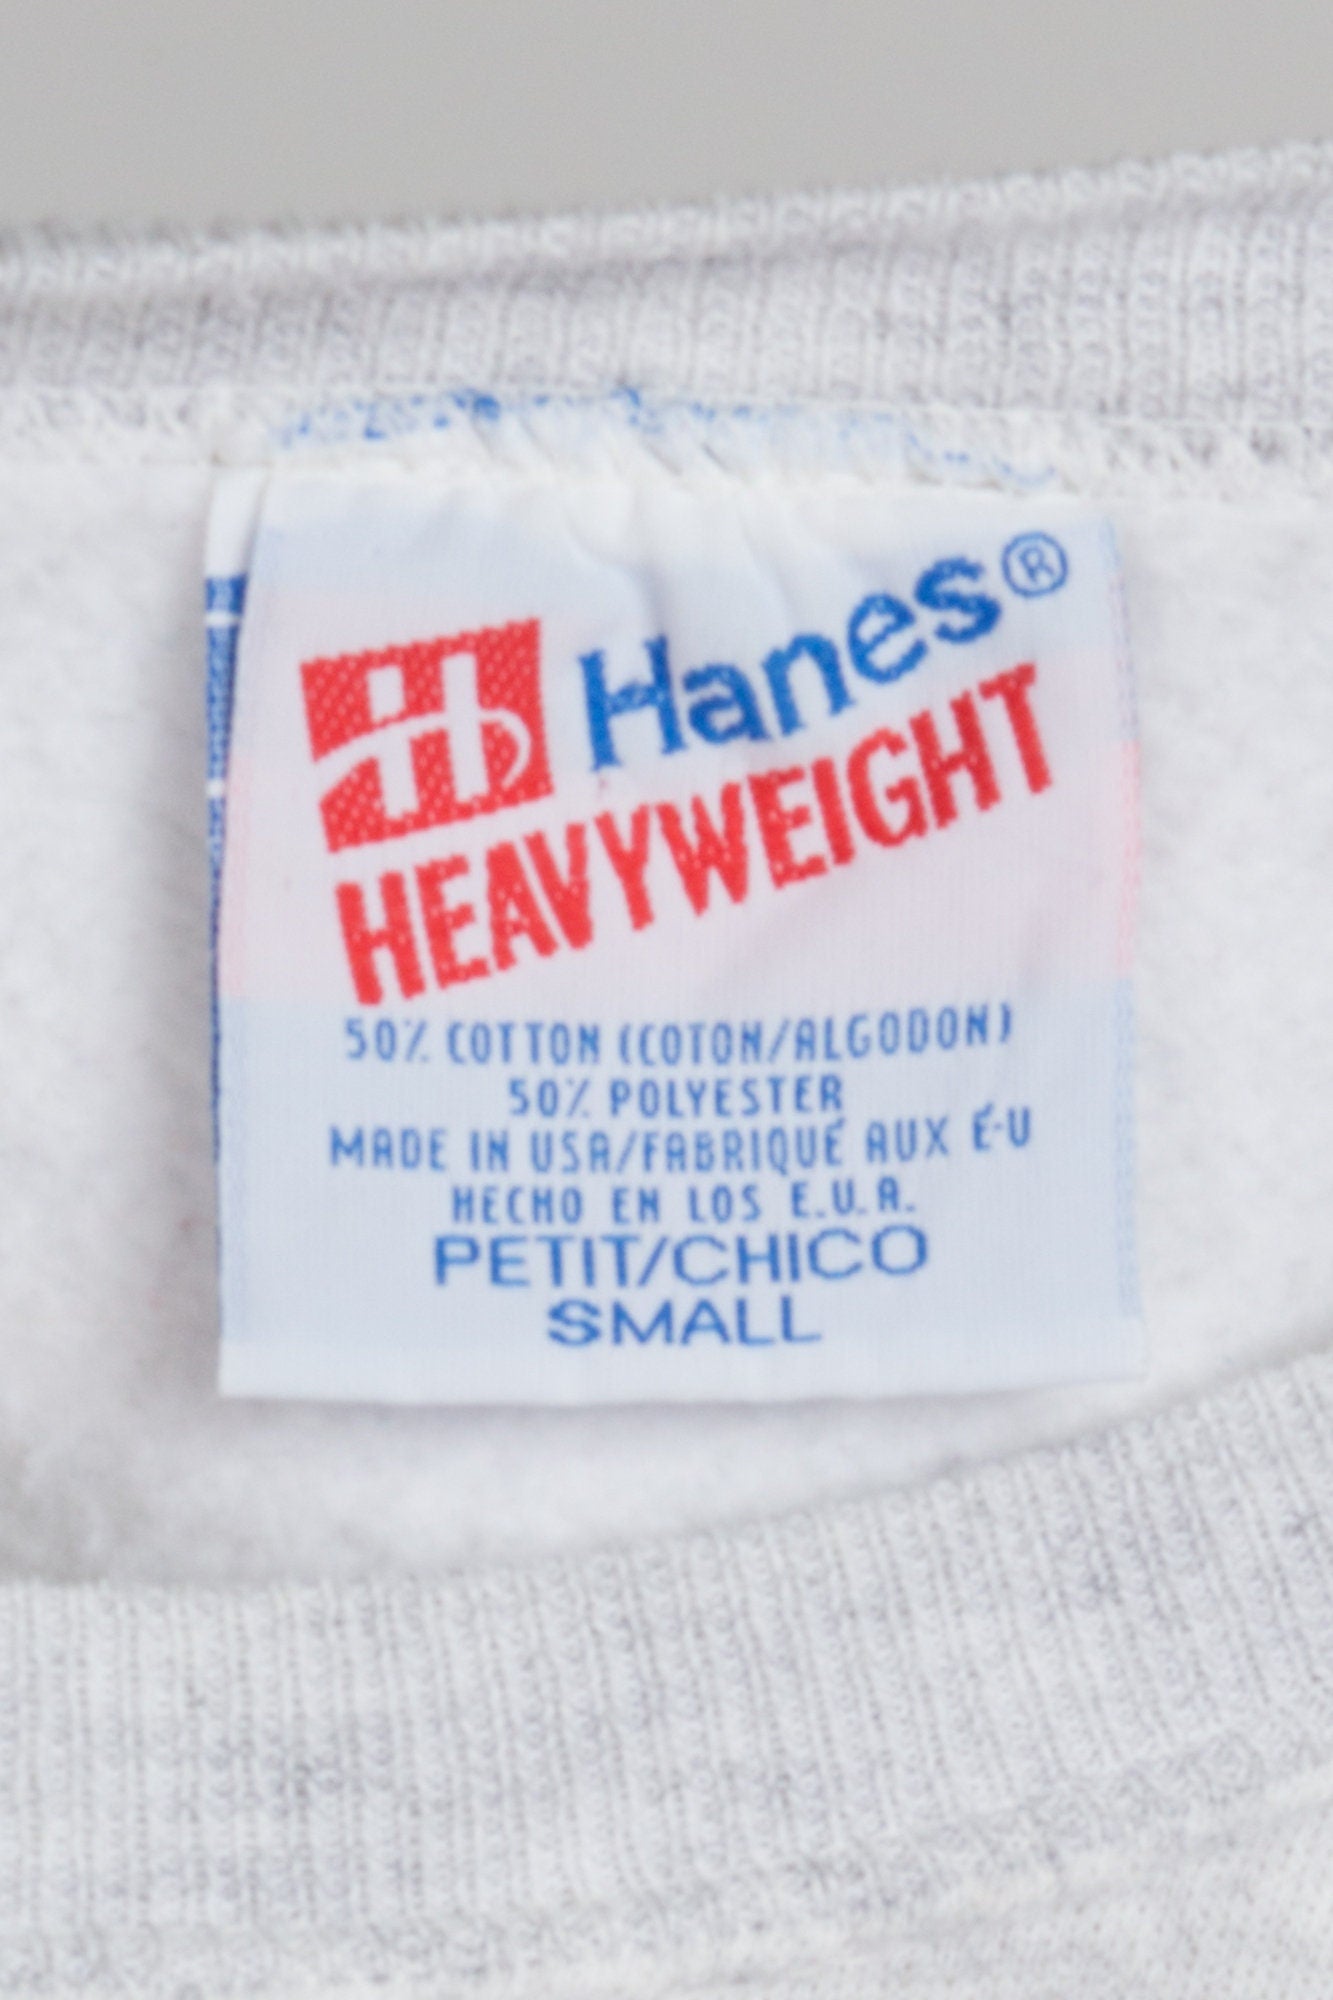 Hanes®
HEAVYWEIGHT
50% COTTON (COTON/ALGODON)
50% POLYESTER
MADE IN USA/FABRIQUÉ AUX É-U
HECHO EN LOS E.U.A.
PETIT/CHICO
SMALL